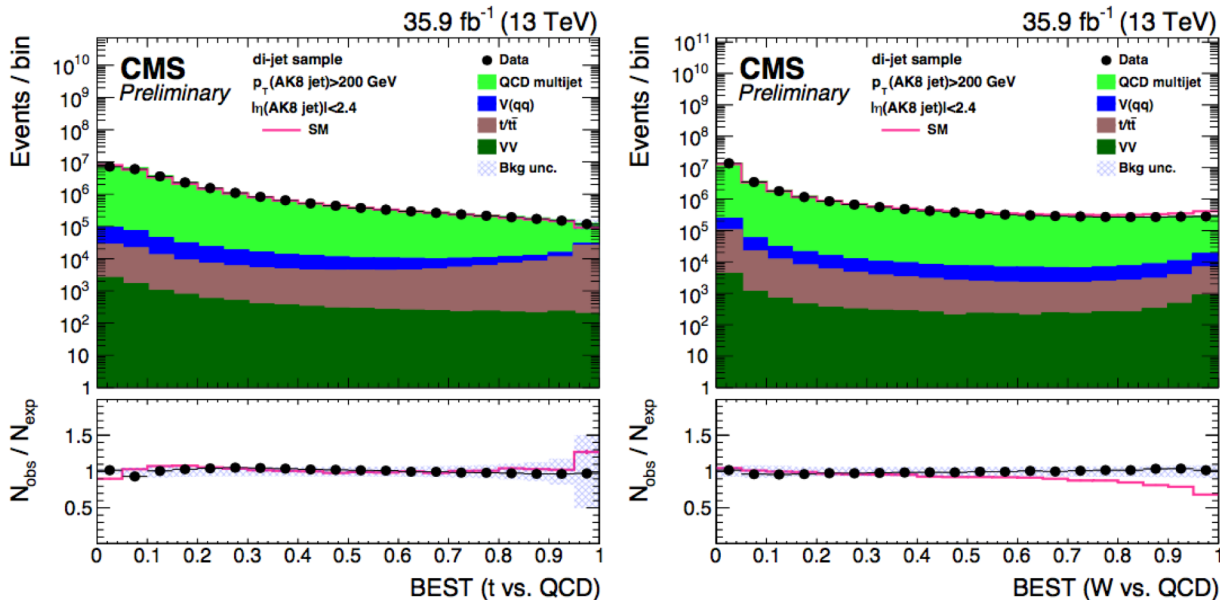 35.9 fb⁻¹ (13 TeV)
Events / bin
10¹⁰
10⁹
10⁸
10⁷
10⁶
10⁵
10⁴
10³
10²
10
1
CMS
Preliminary
di-jet sample
p_T(AK8 jet)>200 GeV
|η(AK8 jet)|<2.4
SM
Data
QCD multijet
V(qq)
t/tt̄
VV
Bkg unc.
N_obs / N_exp
1.5
1
0.5
0 0.1 0.2 0.3 0.4 0.5 0.6 0.7 0.8 0.9 1
BEST (t vs. QCD)
35.9 fb⁻¹ (13 TeV)
Events / bin
10¹¹
10¹⁰
10⁹
10⁸
10⁷
10⁶
10⁵
10⁴
10³
10²
10
1
CMS
Preliminary
di-jet sample
p_T(AK8 jet)>200 GeV
|η(AK8 jet)|<2.4
SM
Data
QCD multijet
V(qq)
t/tt̄
VV
Bkg unc.
N_obs / N_exp
1.5
1
0.5
0 0.1 0.2 0.3 0.4 0.5 0.6 0.7 0.8 0.9 1
BEST (W vs. QCD)